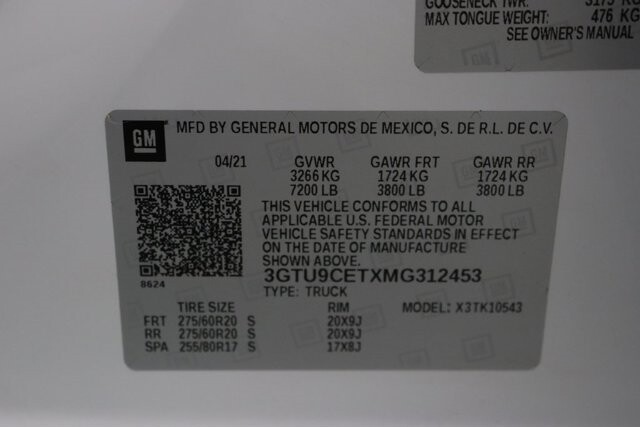 MAX TONGUE WEIGHT: 476 KG
SEE OWNER'S MANUAL
GM
MFD BY GENERAL MOTORS DE MEXICO, S. DE R.L. DE C.V.
04/21 GVWR GAWR FRT GAWR RR
3266 KG 1724 KG 1724 KG
7200 LB 3800 LB 3800 LB
THIS VEHICLE CONFORMS TO ALL
APPLICABLE U.S. FEDERAL MOTOR
VEHICLE SAFETY STANDARDS IN EFFECT
ON THE DATE OF MANUFACTURE
SHOWN ABOVE.
8624
3GTU9CETXMG312453
TYPE: TRUCK
TIRE SIZE RIM MODEL: X3TK10543
FRT 275/60R20 S 20X9J
RR 275/60R20 S 20X9J
SPA 255/80R17 S 17X8J